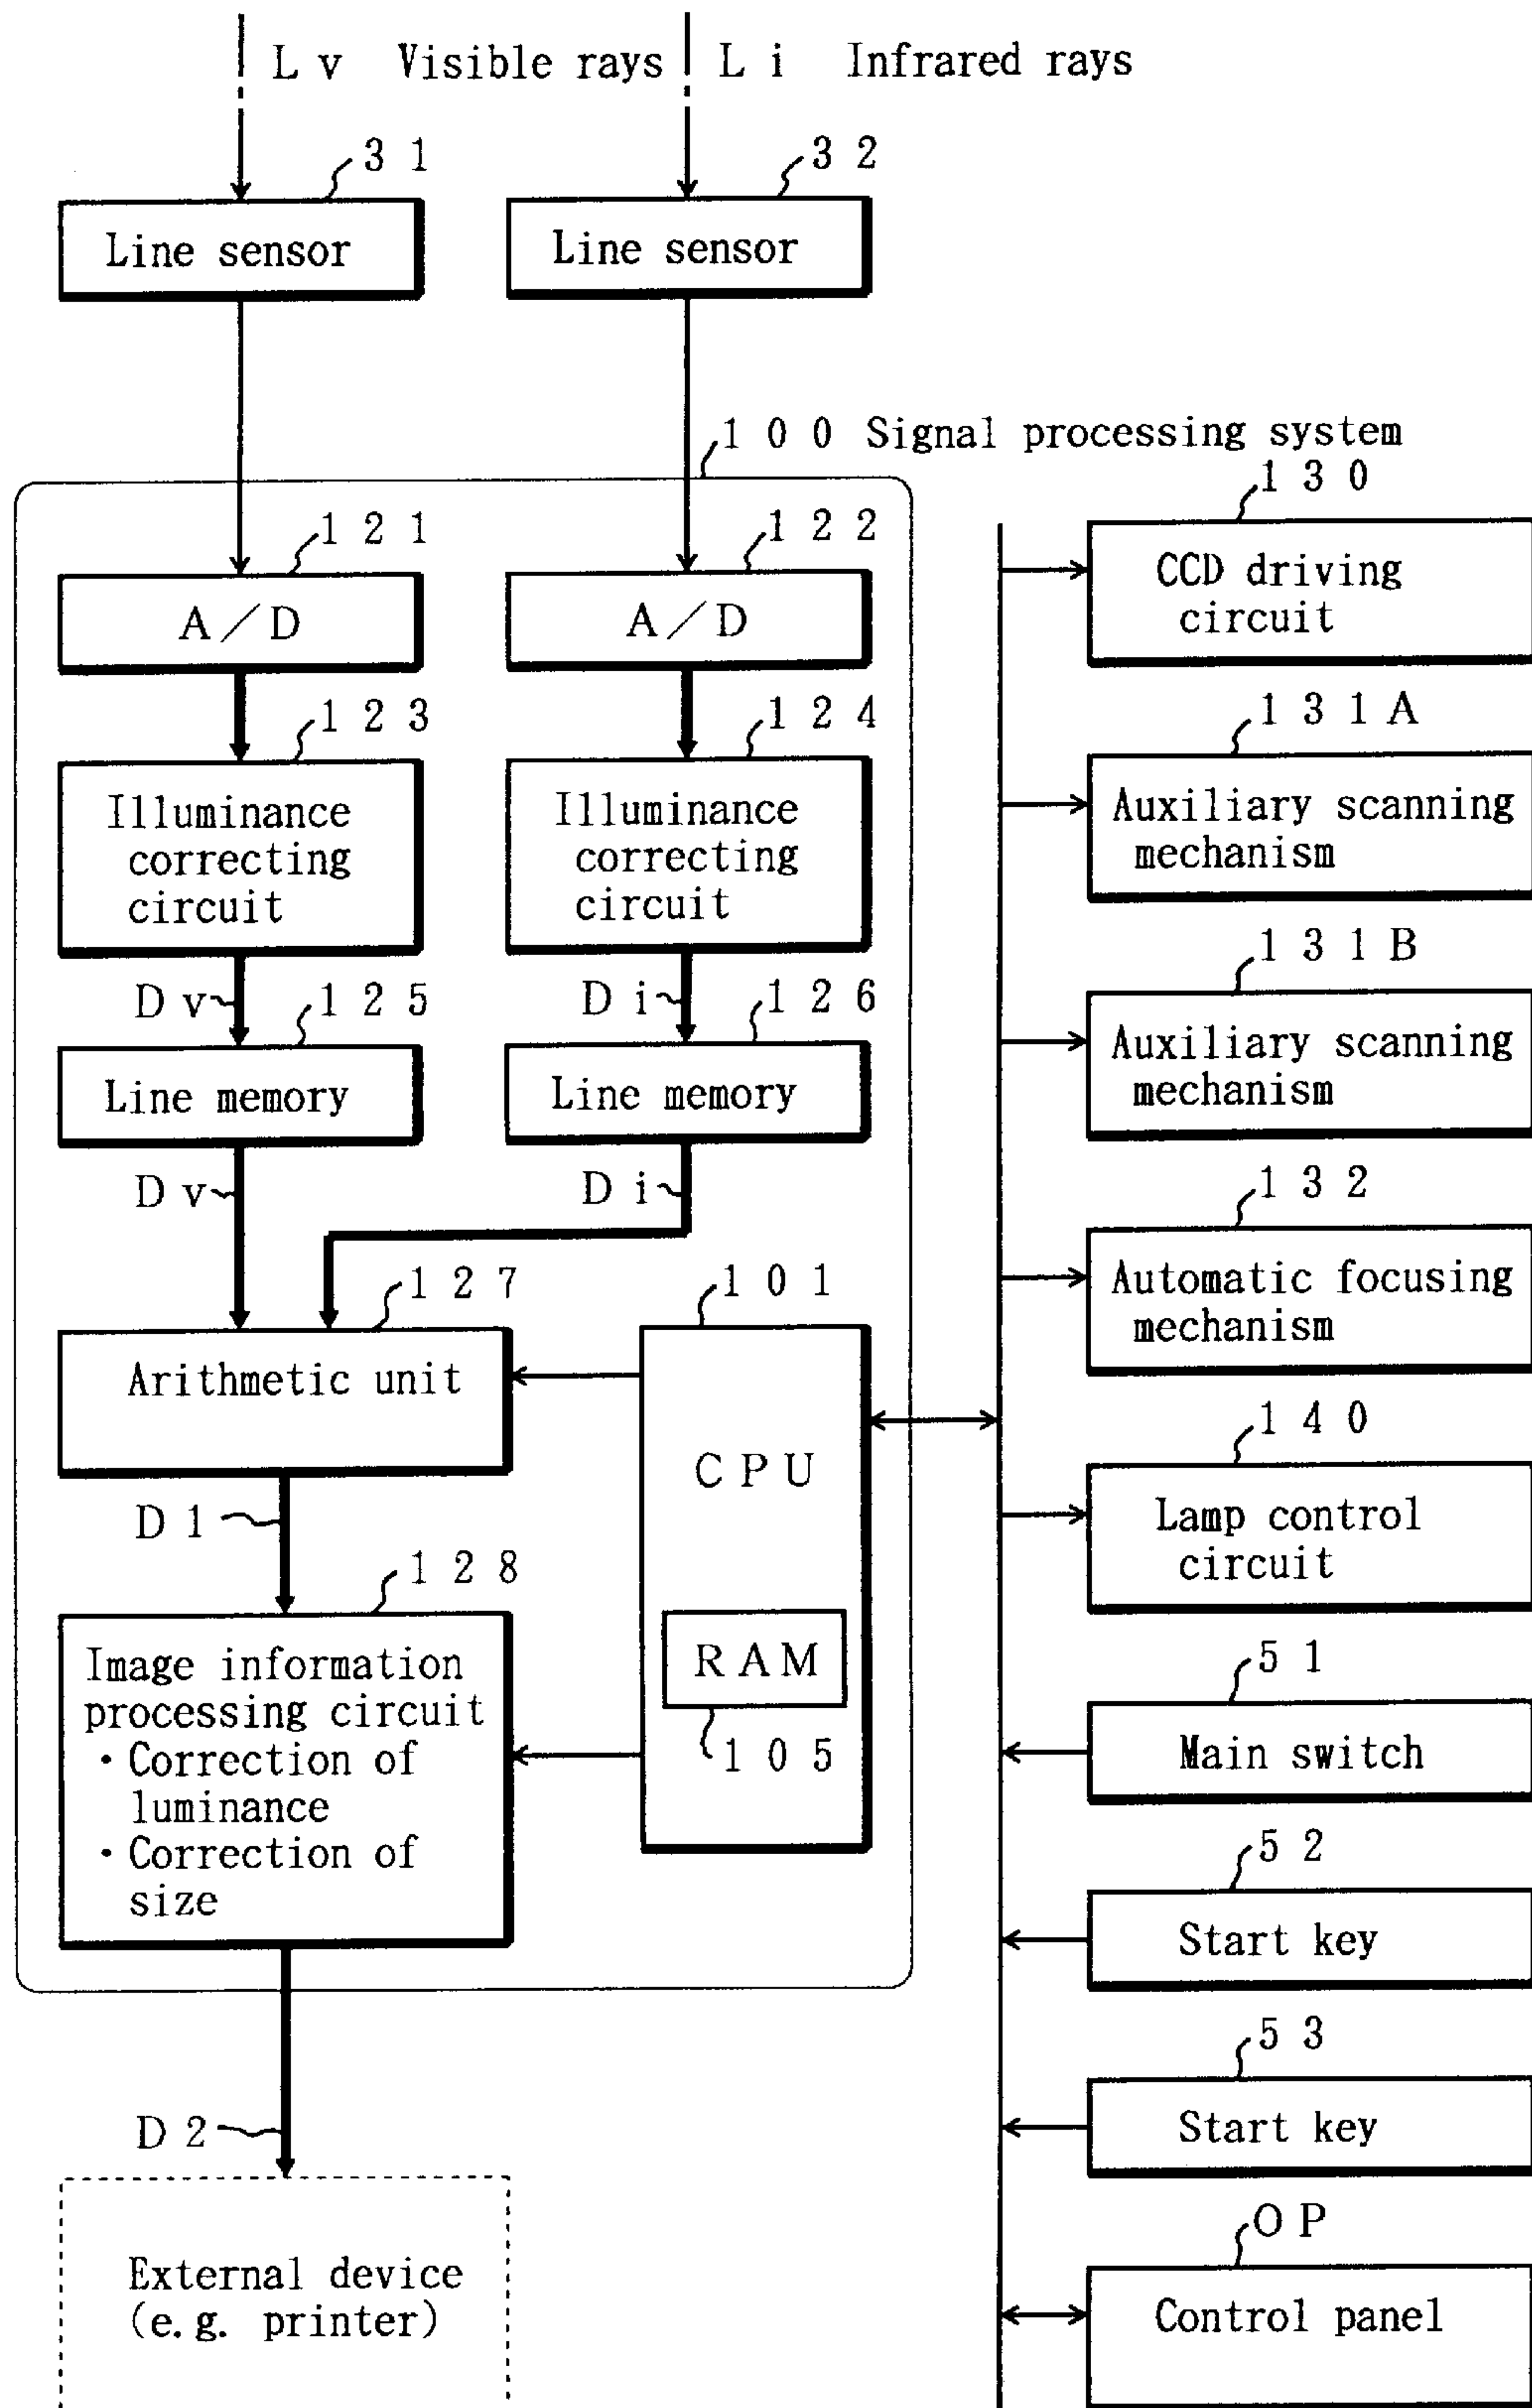 L v Visible rays
L i Infrared rays
3 1
3 2
Line sensor
Line sensor
1 0 0 Signal processing system
1 2 1
1 2 2
A／D
A／D
1 2 3
1 2 4
Illuminance
correcting
circuit
Illuminance
correcting
circuit
D v
1 2 5
D i
1 2 6
Line memory
Line memory
D v
D i
1 2 7
1 0 1
Arithmetic unit
C P U
R A M
1 0 5
D 1
1 2 8
Image information
processing circuit
・Correction of
luminance
・Correction of
size
D 2
External device
(e.g. printer)
1 3 0
CCD driving
circuit
1 3 1 A
Auxiliary scanning
mechanism
1 3 1 B
Auxiliary scanning
mechanism
1 3 2
Automatic focusing
mechanism
1 4 0
Lamp control
circuit
5 1
Main switch
5 2
Start key
5 3
Start key
O P
Control panel